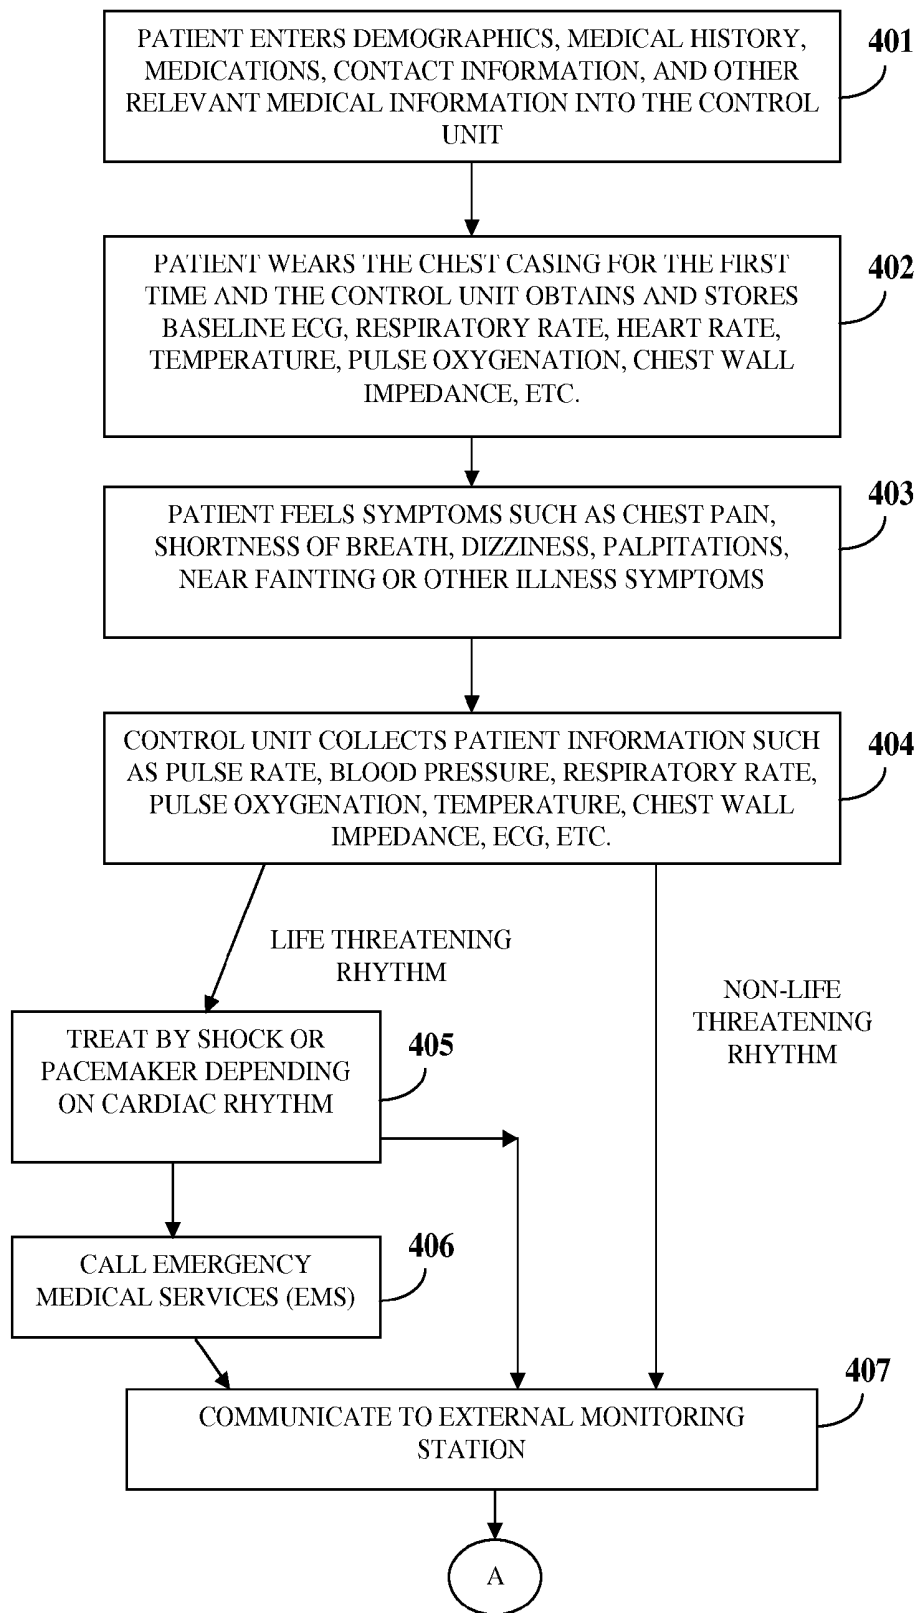 PATIENT ENTERS DEMOGRAPHICS, MEDICAL HISTORY,
MEDICATIONS, CONTACT INFORMATION, AND OTHER
RELEVANT MEDICAL INFORMATION INTO THE CONTROL
UNIT
401
PATIENT WEARS THE CHEST CASING FOR THE FIRST
TIME AND THE CONTROL UNIT OBTAINS AND STORES
BASELINE ECG, RESPIRATORY RATE, HEART RATE,
TEMPERATURE, PULSE OXYGENATION, CHEST WALL
IMPEDANCE, ETC.
402
PATIENT FEELS SYMPTOMS SUCH AS CHEST PAIN,
SHORTNESS OF BREATH, DIZZINESS, PALPITATIONS,
NEAR FAINTING OR OTHER ILLNESS SYMPTOMS
403
CONTROL UNIT COLLECTS PATIENT INFORMATION SUCH
AS PULSE RATE, BLOOD PRESSURE, RESPIRATORY RATE,
PULSE OXYGENATION, TEMPERATURE, CHEST WALL
IMPEDANCE, ECG, ETC.
404
LIFE THREATENING
RHYTHM
NON-LIFE
THREATENING
RHYTHM
TREAT BY SHOCK OR
PACEMAKER DEPENDING
ON CARDIAC RHYTHM
405
CALL EMERGENCY
MEDICAL SERVICES (EMS)
406
COMMUNICATE TO EXTERNAL MONITORING
STATION
407
A